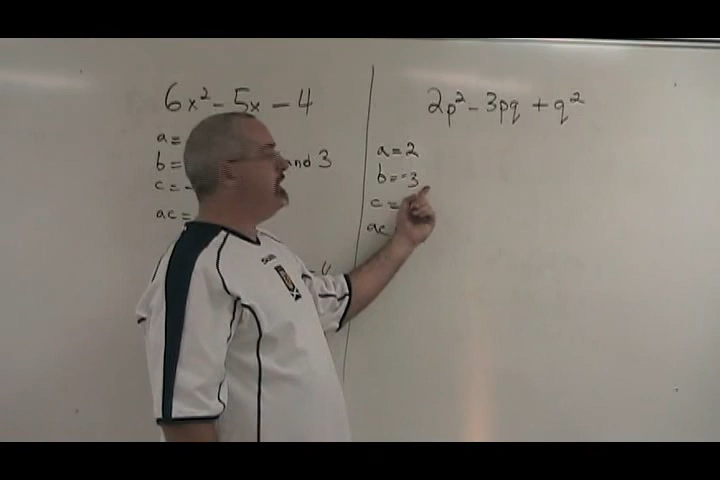 6x² - 5x - 4
a =
b = and 3
c = -
ac =
2p² - 3pq + q²
a = 2
b = -3
c =
ac